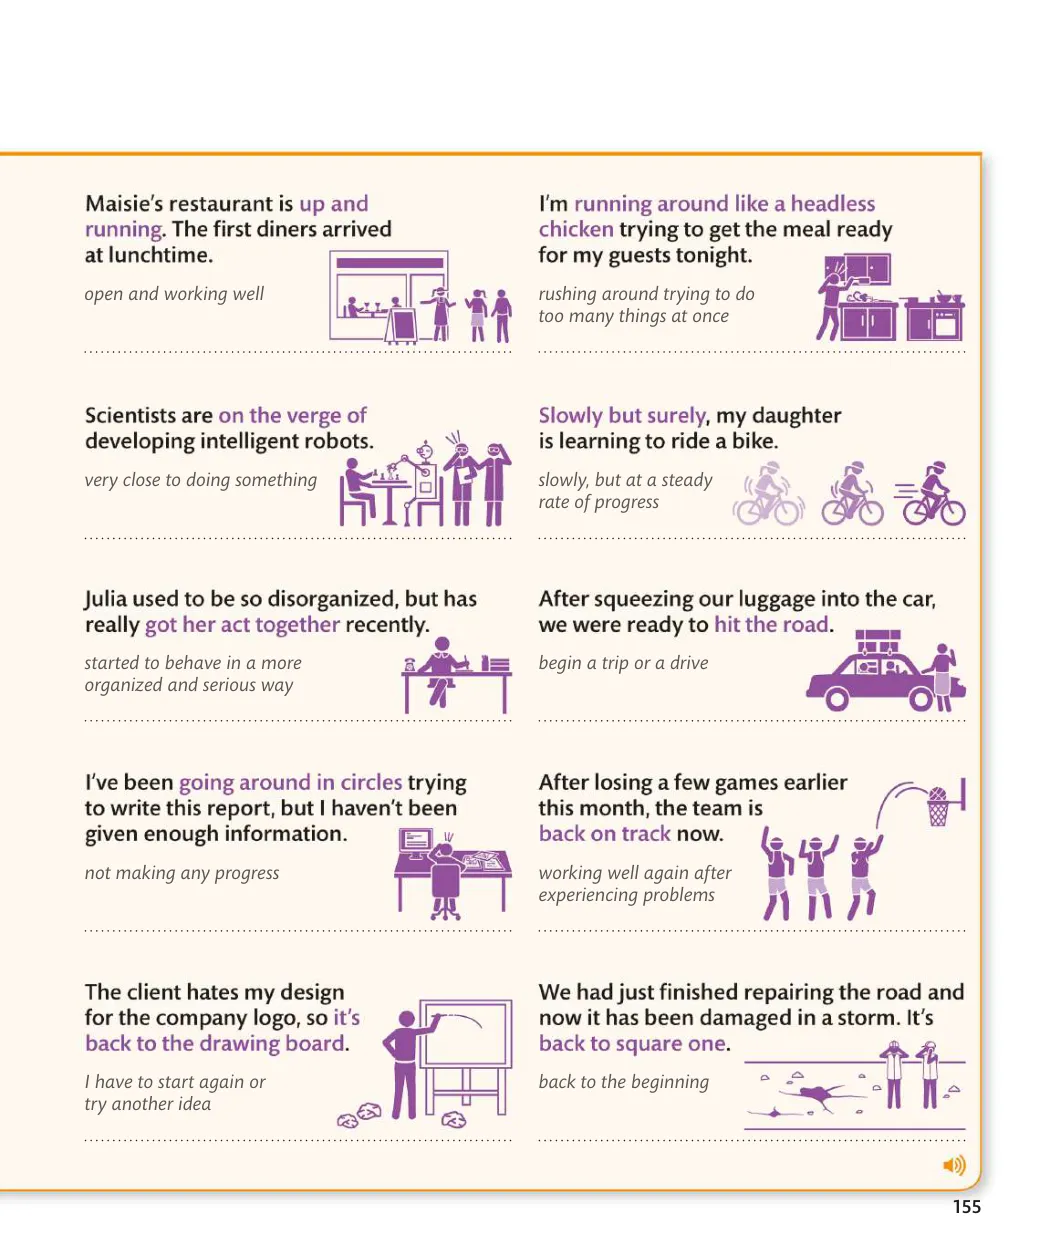 Maisie's restaurant is up and
running. The first diners arrived
at lunchtime.
open and working well
I'm running around like a headless
chicken trying to get the meal ready
for my guests tonight.
rushing around trying to do
too many things at once
Scientists are on the verge of
developing intelligent robots.
very close to doing something
Slowly but surely, my daughter
is learning to ride a bike.
slowly, but at a steady
rate of progress
Julia used to be so disorganized, but has
really got her act together recently.
started to behave in a more
organized and serious way
After squeezing our luggage into the car,
we were ready to hit the road.
begin a trip or a drive
I've been going around in circles trying
to write this report, but I haven't been
given enough information.
not making any progress
After losing a few games earlier
this month, the team is
back on track now.
working well again after
experiencing problems
The client hates my design
for the company logo, so it's
back to the drawing board.
I have to start again or
try another idea
We had just finished repairing the road and
now it has been damaged in a storm. It's
back to square one.
back to the beginning
155